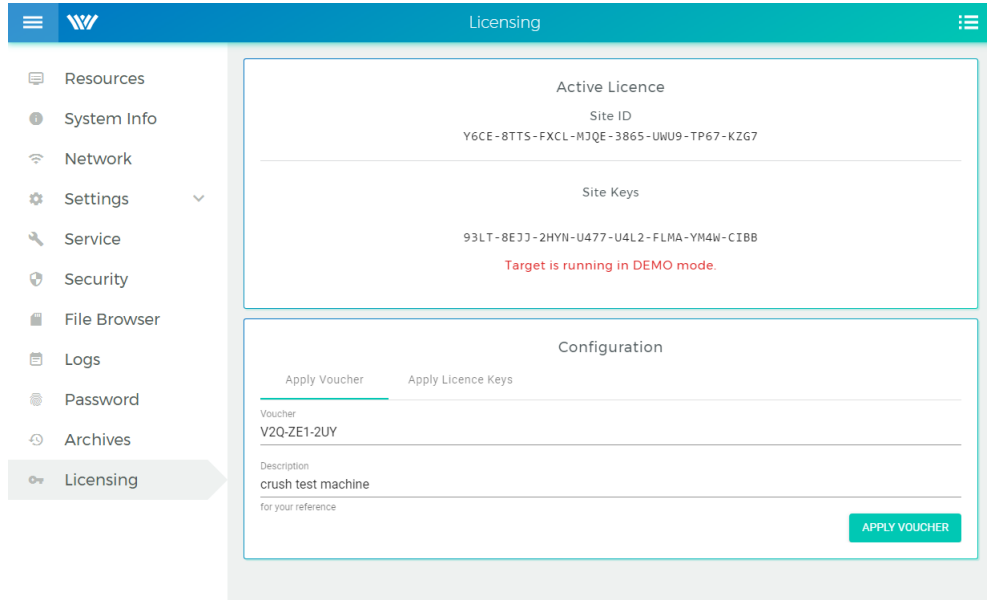 Licensing
Resources
System Info
Network
Settings
Service
Security
File Browser
Logs
Password
Archives
Licensing
Active Licence
Site ID
Y6CE-8TTS-FXCL-MJQE-3865-UWU9-TP67-KZG7
Site Keys
93LT-8EJJ-2HYN-U477-U4L2-FLMA-YM4W-CIBB
Target is running in DEMO mode.
Configuration
Apply Voucher Apply Licence Keys
Voucher
V2Q-ZE1-2UY
Description
crush test machine
for your reference
APPLY VOUCHER